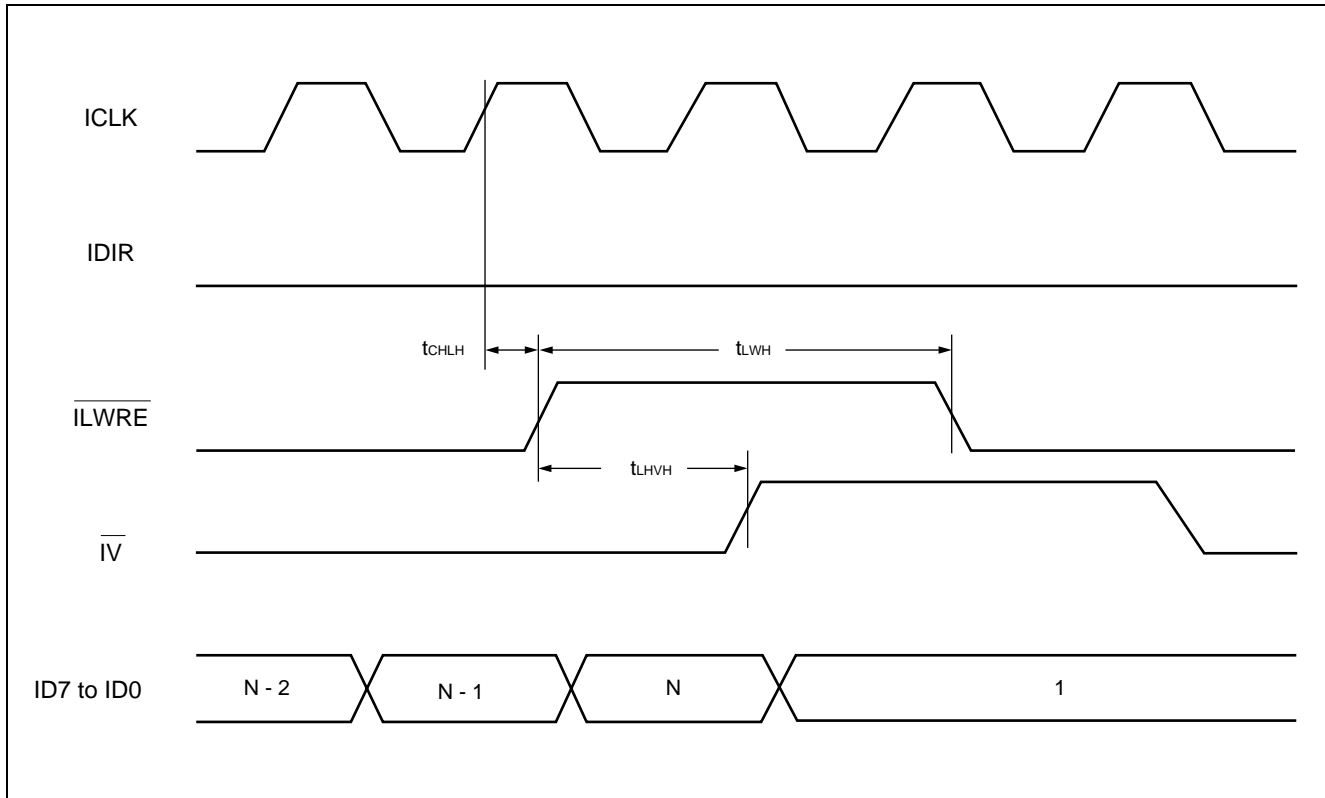 ICLK
IDIR
tCHLH
tLWH
ILWRE
tLHVH
IV
ID7 to ID0
N - 2
N - 1
N
1